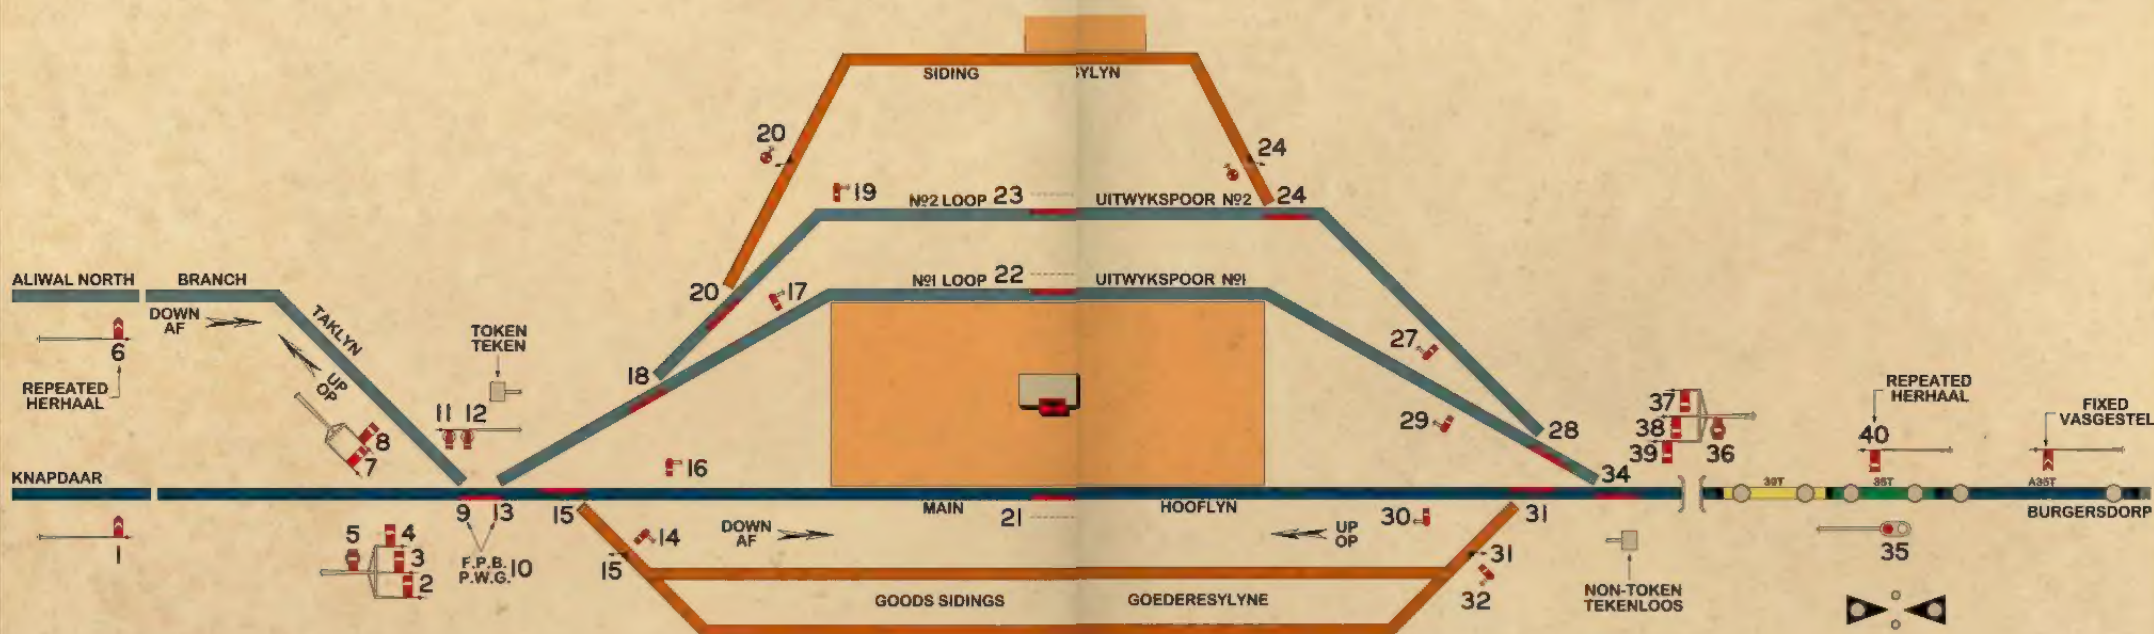 SIDING
SYLYN
20
24
19
Nº2 LOOP 23
UITWYKSPOOR Nº2
24
ALIWAL NORTH
BRANCH
DOWN
AF
TAKLYN
UP
OP
6
REPEATED
HERHAAL
TOKEN
TEKEN
20
17
Nº1 LOOP 22
UITWYKSPOOR Nº1
18
11 12
8
7
27
29
28
34
37
38
39
36
REPEATED
HERHAAL
40
FIXED
VASGESTEL
KNAPDAAR
16
9 13
15
MAIN
21
HOOFLYN
39T
A35T
BURGERSDORP
1
5
4
3
2
F.P.B.
P.W.G. 10
14
15
DOWN
AF
30
UP
OP
31
31
32
35
GOODS SIDINGS
GOEDERESYLYNE
NON-TOKEN
TEKENLOOS